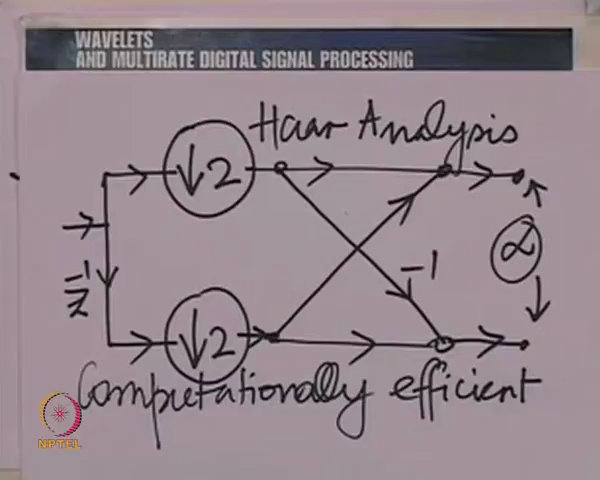 WAVELETS
AND MULTIRATE DIGITAL SIGNAL PROCESSING
Haar Analysis
↓2
-1
α
z⁻¹
↓2
Computationally efficient
NPTEL